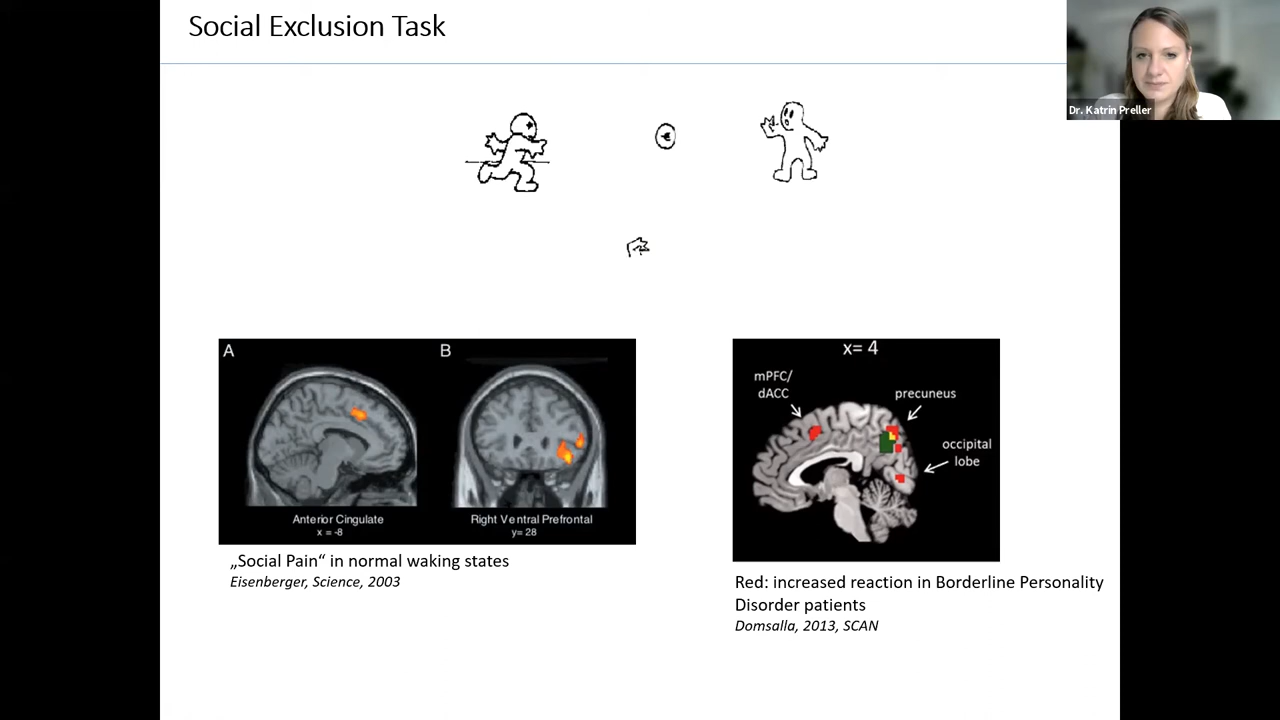 Social Exclusion Task
Dr. Katrin Preller
A
B
Anterior Cingulate
x = -8
Right Ventral Prefrontal
y= 28
„Social Pain“ in normal waking states
Eisenberger, Science, 2003
x= 4
mPFC/
dACC
precuneus
occipital
lobe
Red: increased reaction in Borderline Personality
Disorder patients
Domsalla, 2013, SCAN